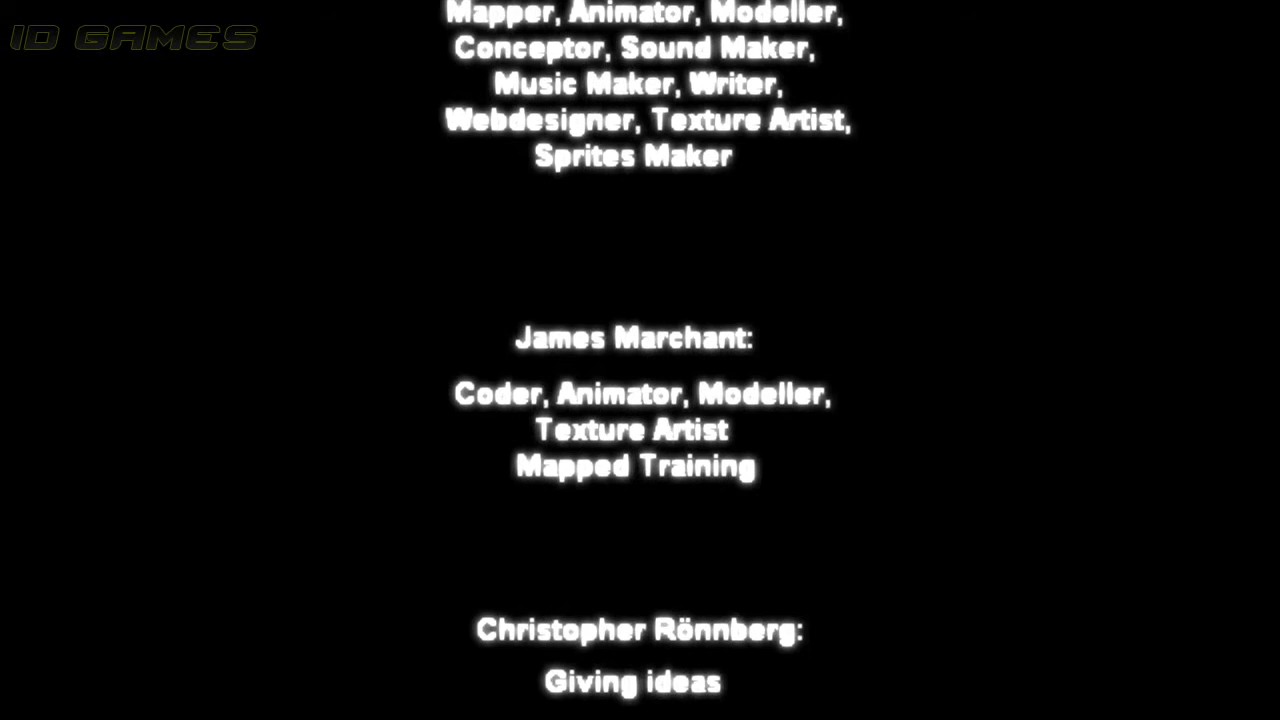 ID GAMES
Mapper, Animator, Modeller,
Conceptor, Sound Maker,
Music Maker, Writer,
Webdesigner, Texture Artist,
Sprites Maker
James Marchant:
Coder, Animator, Modeller,
Texture Artist
Mapped Training
Christopher Rönnberg:
Giving ideas